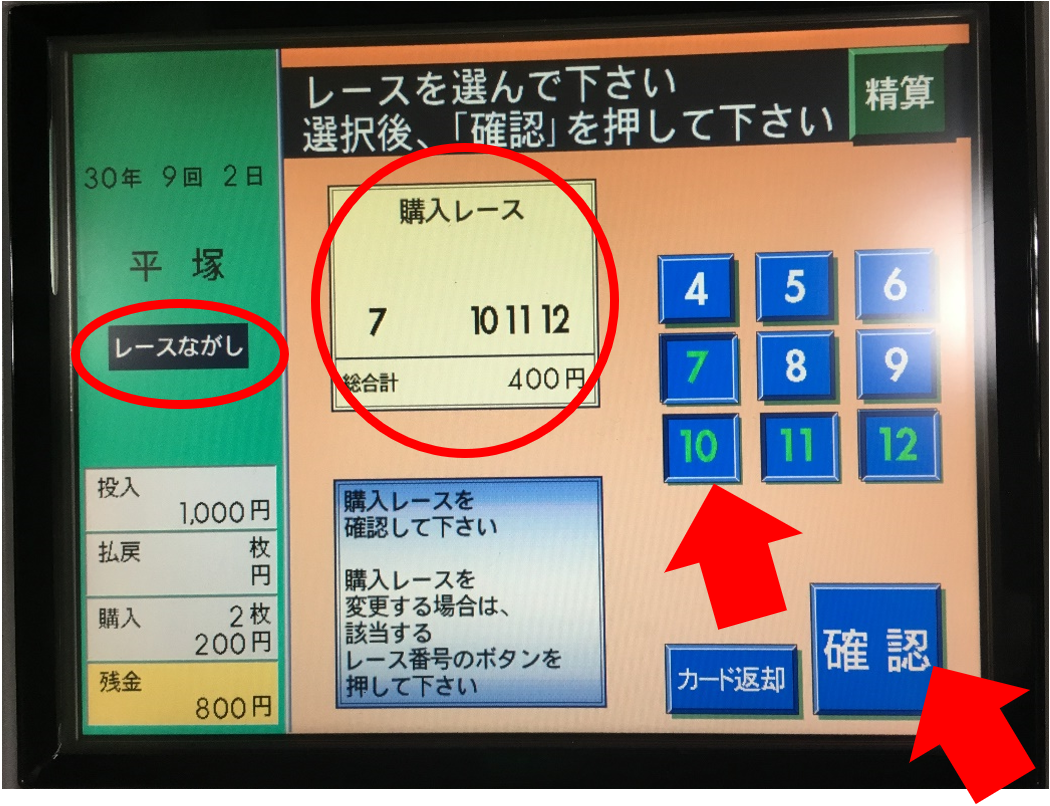 レースを選んで下さい
選択後、「確認」を押して下さい
精算
30年 9回 2日
平塚
レースながし
購入レース
7 10 11 12
総合計 400円
4 5 6
7 8 9
10 11 12
投入
1,000円
払戻 枚
円
購入 2枚
200円
残金
800円
購入レースを
確認して下さい
購入レースを
変更する場合は、
該当する
レース番号のボタンを
押して下さい
カード返却
確認